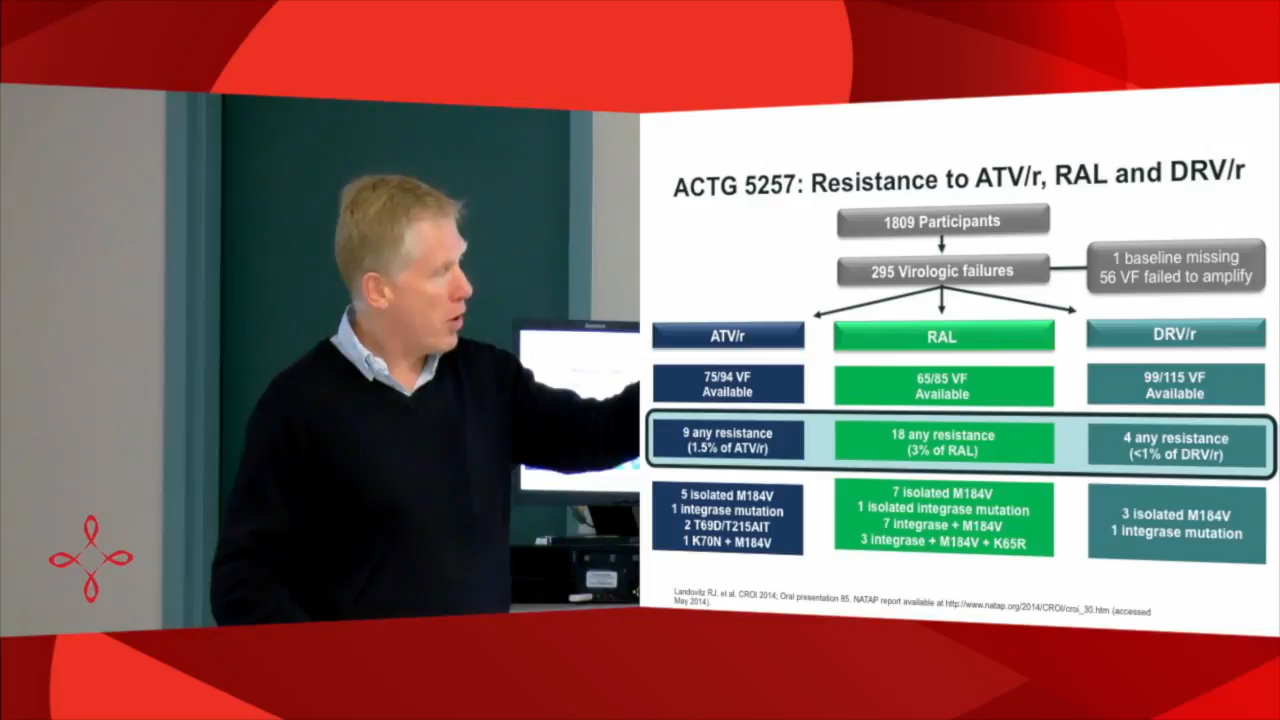 ACTG 5257: Resistance to ATV/r, RAL and DRV/r
1809 Participants
295 Virologic failures
1 baseline missing
56 VF failed to amplify
ATV/r
RAL
DRV/r
75/94 VF
Available
65/85 VF
Available
99/115 VF
Available
9 any resistance
(1.5% of ATV/r)
18 any resistance
(3% of RAL)
4 any resistance
(<1% of DRV/r)
5 isolated M184V
1 integrase mutation
2 T69D/T215AIT
1 K70N + M184V
7 isolated M184V
1 isolated integrase mutation
7 integrase + M184V
3 integrase + M184V + K65R
3 isolated M184V
1 integrase mutation
Landovitz RJ, et al. CROI 2014; Oral presentation 85. NATAP report available at http://www.natap.org/2014/CROI/croi_30.htm (accessed
May 2014).